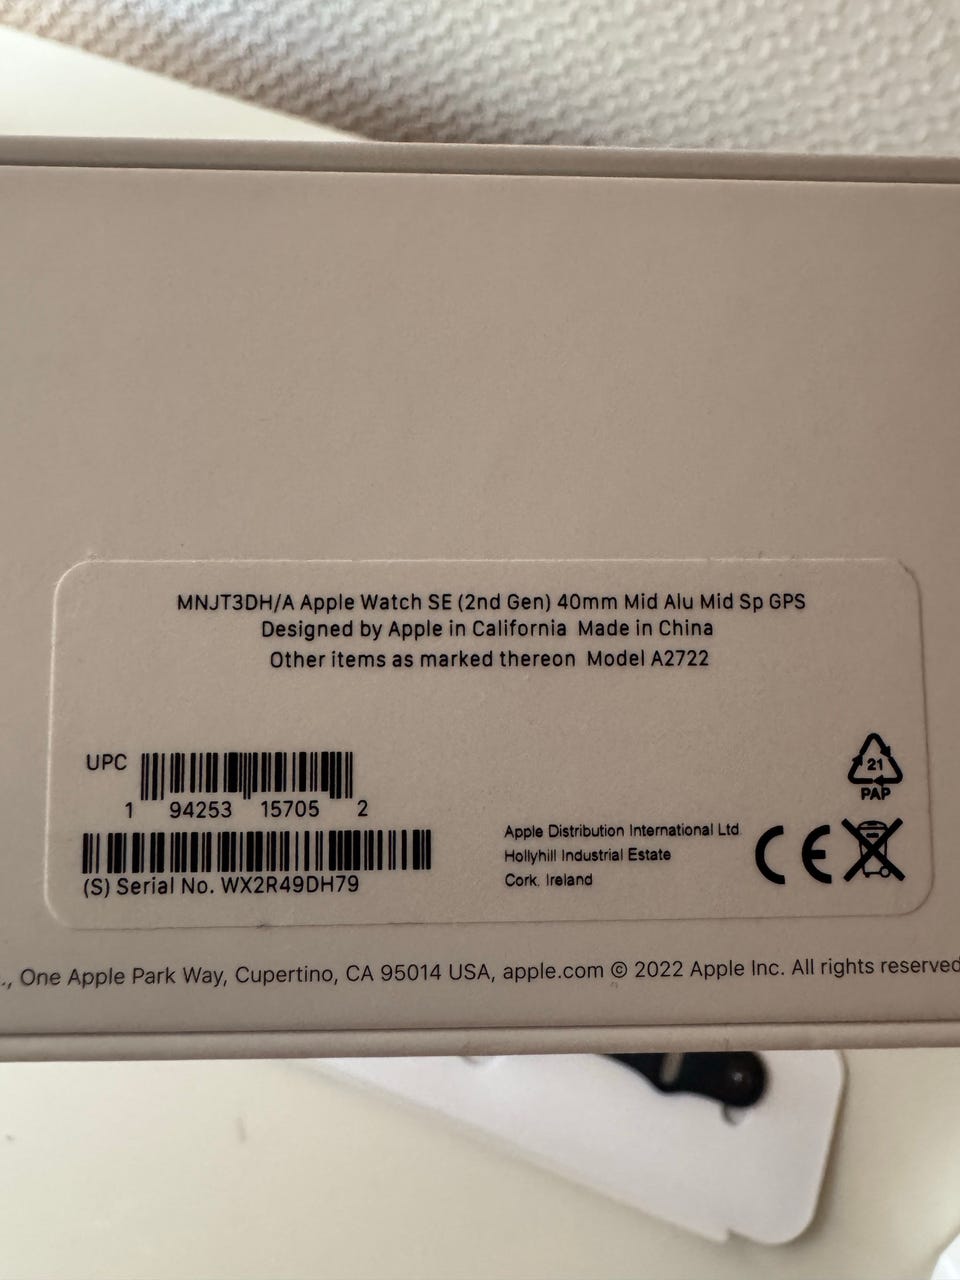 MNJT3DH/A Apple Watch SE (2nd Gen) 40mm Mid Alu Mid Sp GPS
Designed by Apple in California Made in China
Other items as marked thereon Model A2722
UPC
1 94253 15705 2
(S) Serial No. WX2R49DH79
Apple Distribution International Ltd
Hollyhill Industrial Estate
Cork, Ireland
21
PAP
CE
., One Apple Park Way, Cupertino, CA 95014 USA, apple.com © 2022 Apple Inc. All rights reserved